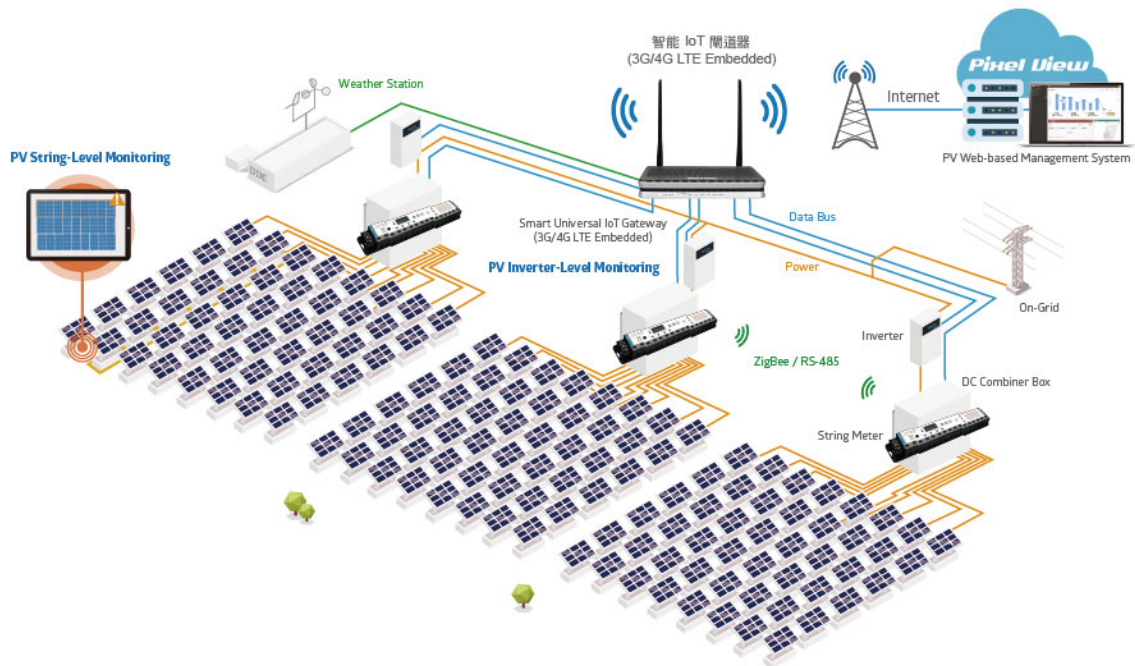 智能 IoT 閘道器
(3G/4G LTE Embedded)
Pixel View
Weather Station
Internet
PV Web-based Management System
PV String-Level Monitoring
Smart Universal IoT Gateway
(3G/4G LTE Embedded)
Data Bus
PV Inverter-Level Monitoring
Power
On-Grid
Inverter
ZigBee / RS-485
DC Combiner Box
String Meter